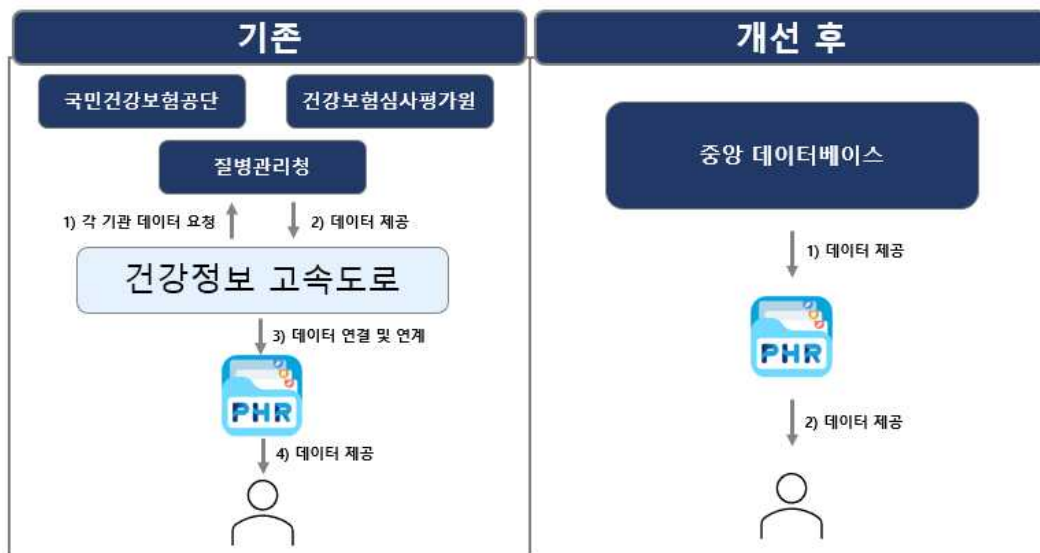 기존
국민건강보험공단
건강보험심사평가원
질병관리청
1) 각 기관 데이터 요청
2) 데이터 제공
건강정보 고속도로
3) 데이터 연결 및 연계
PHR
4) 데이터 제공
개선 후
중앙 데이터베이스
1) 데이터 제공
PHR
2) 데이터 제공